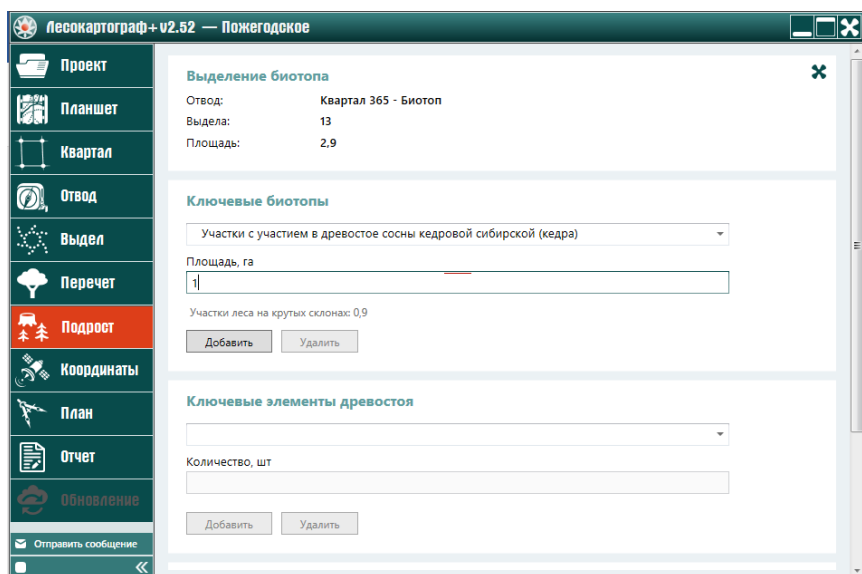 Лесокартограф+ v2.52 — Пожегодское
Проект
Планшет
Квартал
Отвод
Выдел
Перечет
Подрост
Координаты
План
Отчет
Обновление
Отправить сообщение
Выделение биотопа
Отвод: Квартал 365 - Биотоп
Выдела: 13
Площадь: 2,9
Ключевые биотопы
Участки с участием в древостое сосны кедровой сибирской (кедра)
Площадь, га
1
Участки леса на крутых склонах: 0,9
Добавить Удалить
Ключевые элементы древостоя
Количество, шт
Добавить Удалить